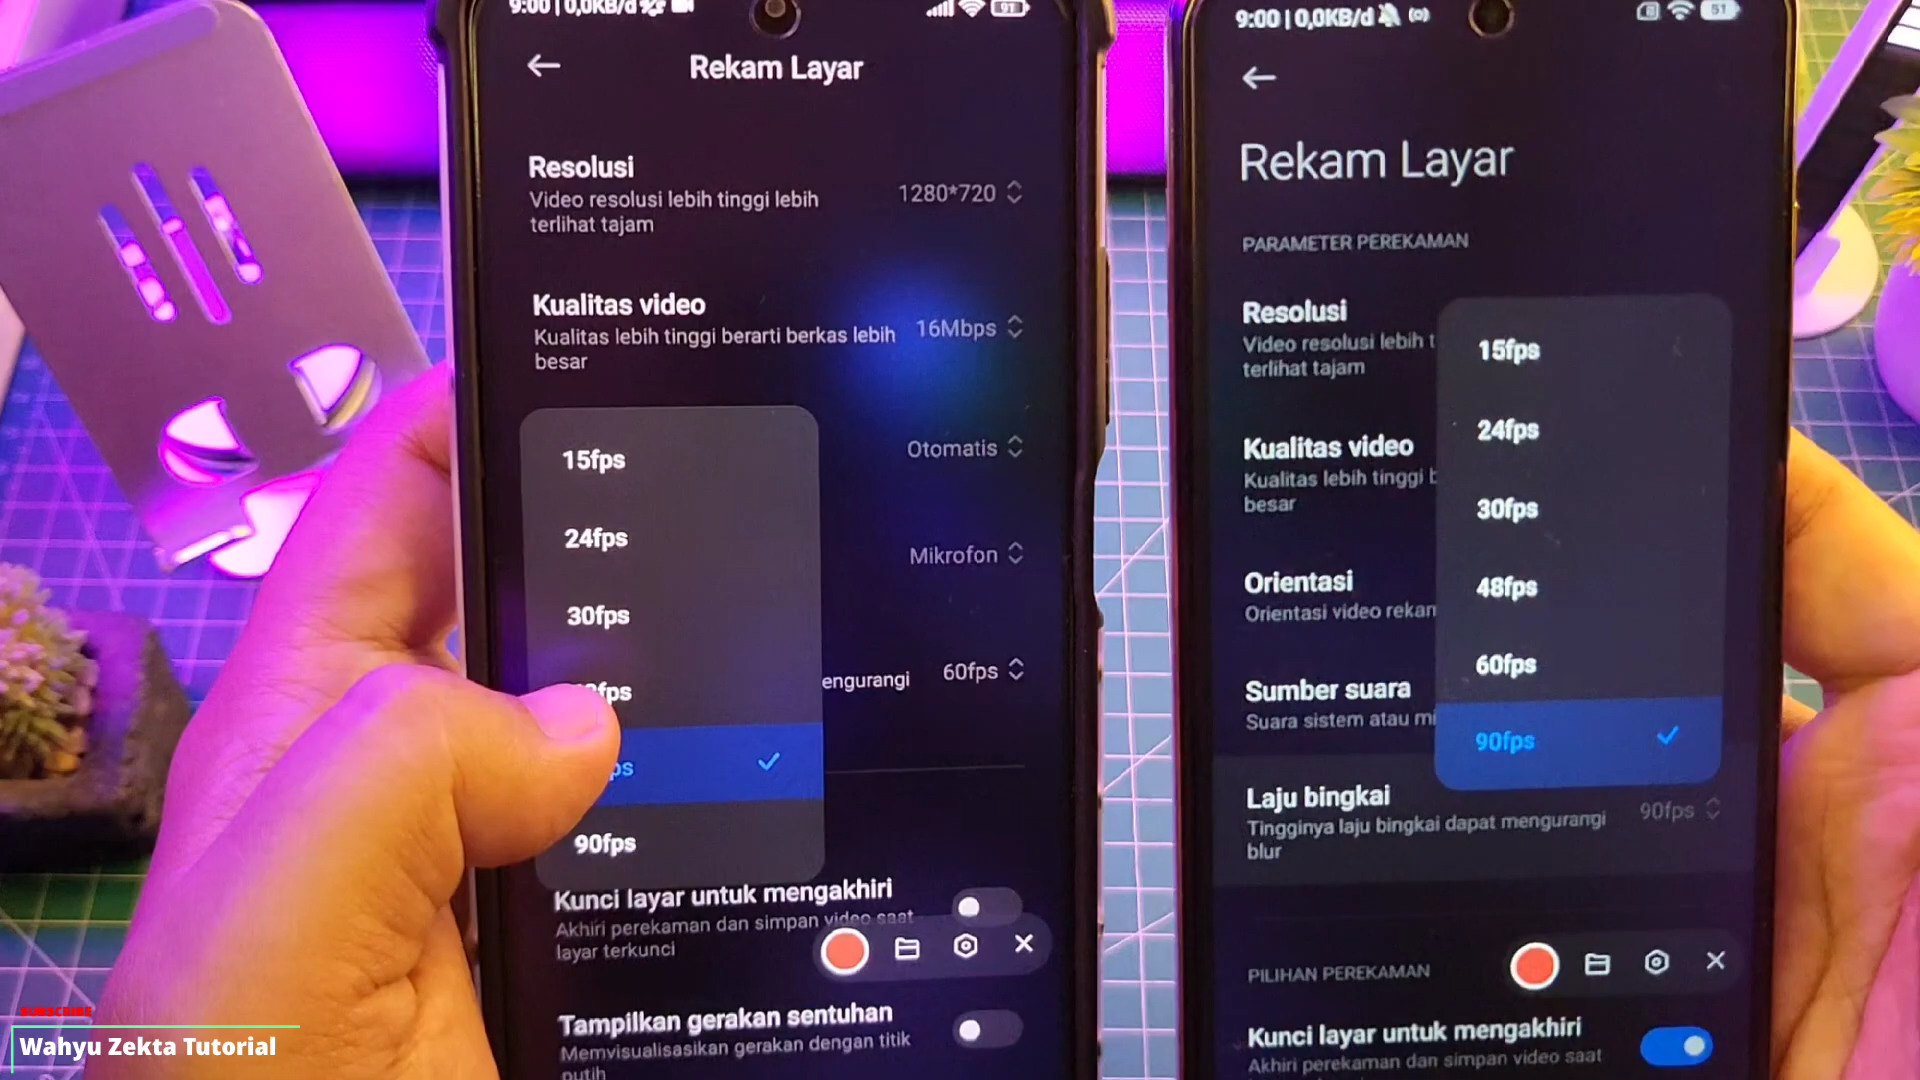 9:00 | 0,0KB/d
91
Rekam Layar
Resolusi
Video resolusi lebih tinggi lebih
terlihat tajam
1280*720
Kualitas video
Kualitas lebih tinggi berarti berkas lebih
besar
16Mbps
Otomatis
Mikrofon
15fps
24fps
30fps
fps
ps
90fps
engurangi
60fps
Kunci layar untuk mengakhiri
Akhiri perekaman dan simpan video saat
layar terkunci
Tampilkan gerakan sentuhan
Memvisualisasikan gerakan dengan titik
putih
9:00 | 0,0KB/d
51
Rekam Layar
PARAMETER PEREKAMAN
Resolusi
Video resolusi lebih t
terlihat tajam
Kualitas video
Kualitas lebih tinggi b
besar
Orientasi
Orientasi video rekan
Sumber suara
Suara sistem atau mi
15fps
24fps
30fps
48fps
60fps
90fps
Laju bingkai
Tingginya laju bingkai dapat mengurangi
blur
90fps
PILIHAN PEREKAMAN
Kunci layar untuk mengakhiri
Akhiri perekaman dan simpan video saat
SUBSCRIBE
Wahyu Zekta Tutorial